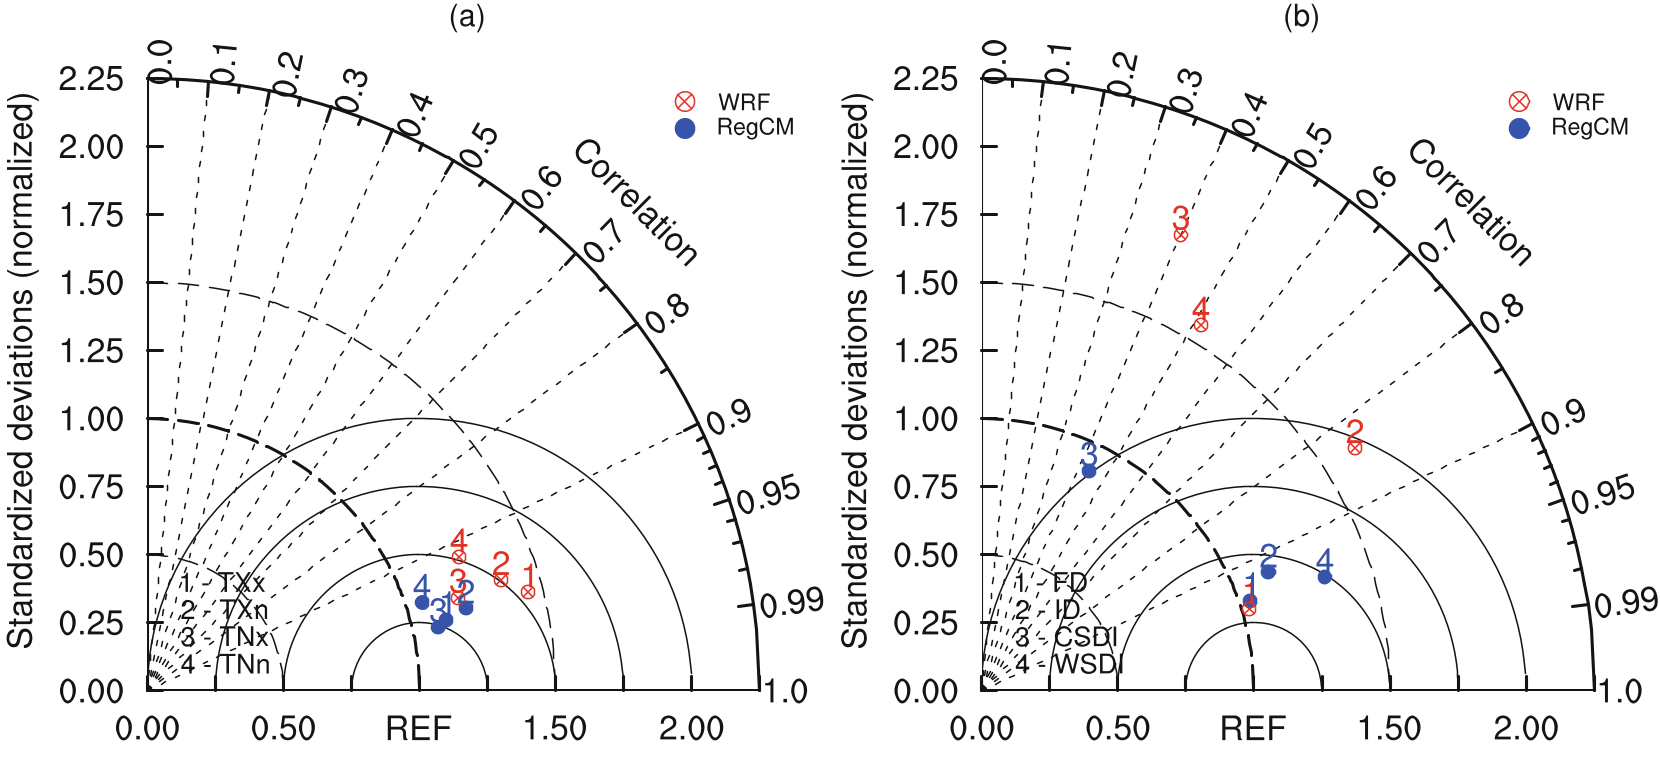 (a)
Standardized deviations (normalized)
2.25
2.00
1.75
1.50
1.25
1.00
0.75
0.50
0.25
0.00
0.00 0.50 REF 1.50 2.00
0.0 0.1 0.2 0.3 0.4 0.5 0.6 0.7 0.8 0.9 0.95 0.99 1.0
Correlation
WRF
RegCM
4
2
1
3
4
2
3
1
1 - TXx
2 - TXn
3 - TNx
4 - TNn
(b)
Standardized deviations (normalized)
2.25
2.00
1.75
1.50
1.25
1.00
0.75
0.50
0.25
0.00
0.00 0.50 REF 1.50 2.00
0.0 0.1 0.2 0.3 0.4 0.5 0.6 0.7 0.8 0.9 0.95 0.99 1.0
Correlation
WRF
RegCM
3
4
2
3
2
4
1
1
1 - FD
2 - ID
3 - CSDI
4 - WSDI